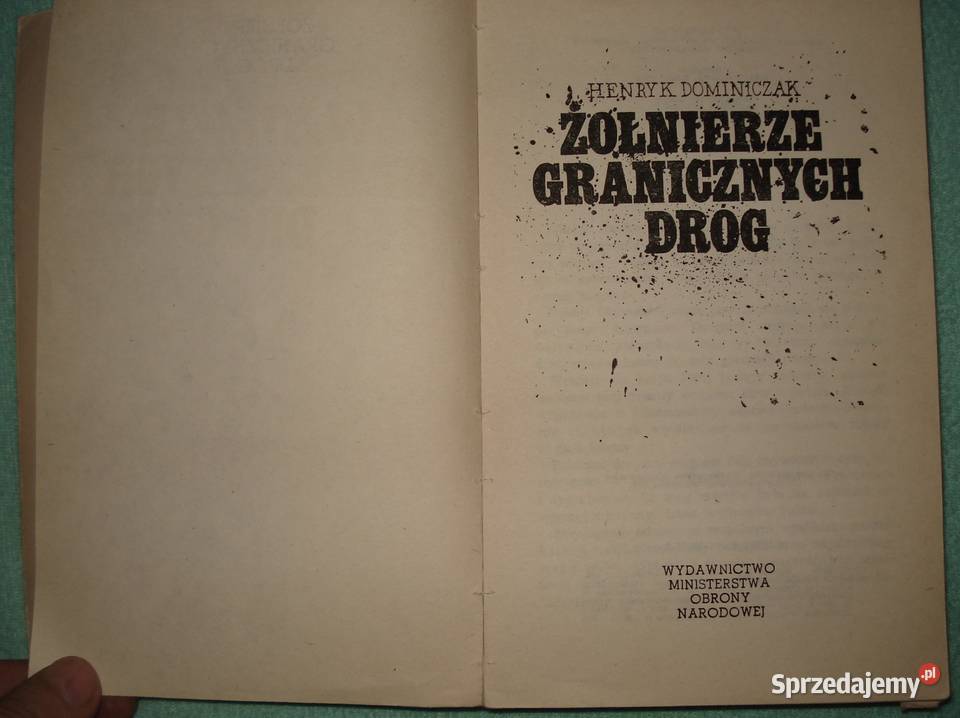 HENRYK DOMINICZAK
ŻOŁNIERZE
GRANICZNYCH
DRÓG
WYDAWNICTWO
MINISTERSTWA
OBRONY
NARODOWEJ
Sprzedajemy.pl